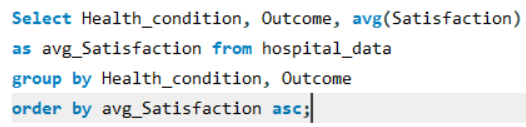 Select Health_condition, Outcome, avg(Satisfaction)
as avg_Satisfaction from hospital_data
group by Health_condition, Outcome
order by avg_Satisfaction asc;